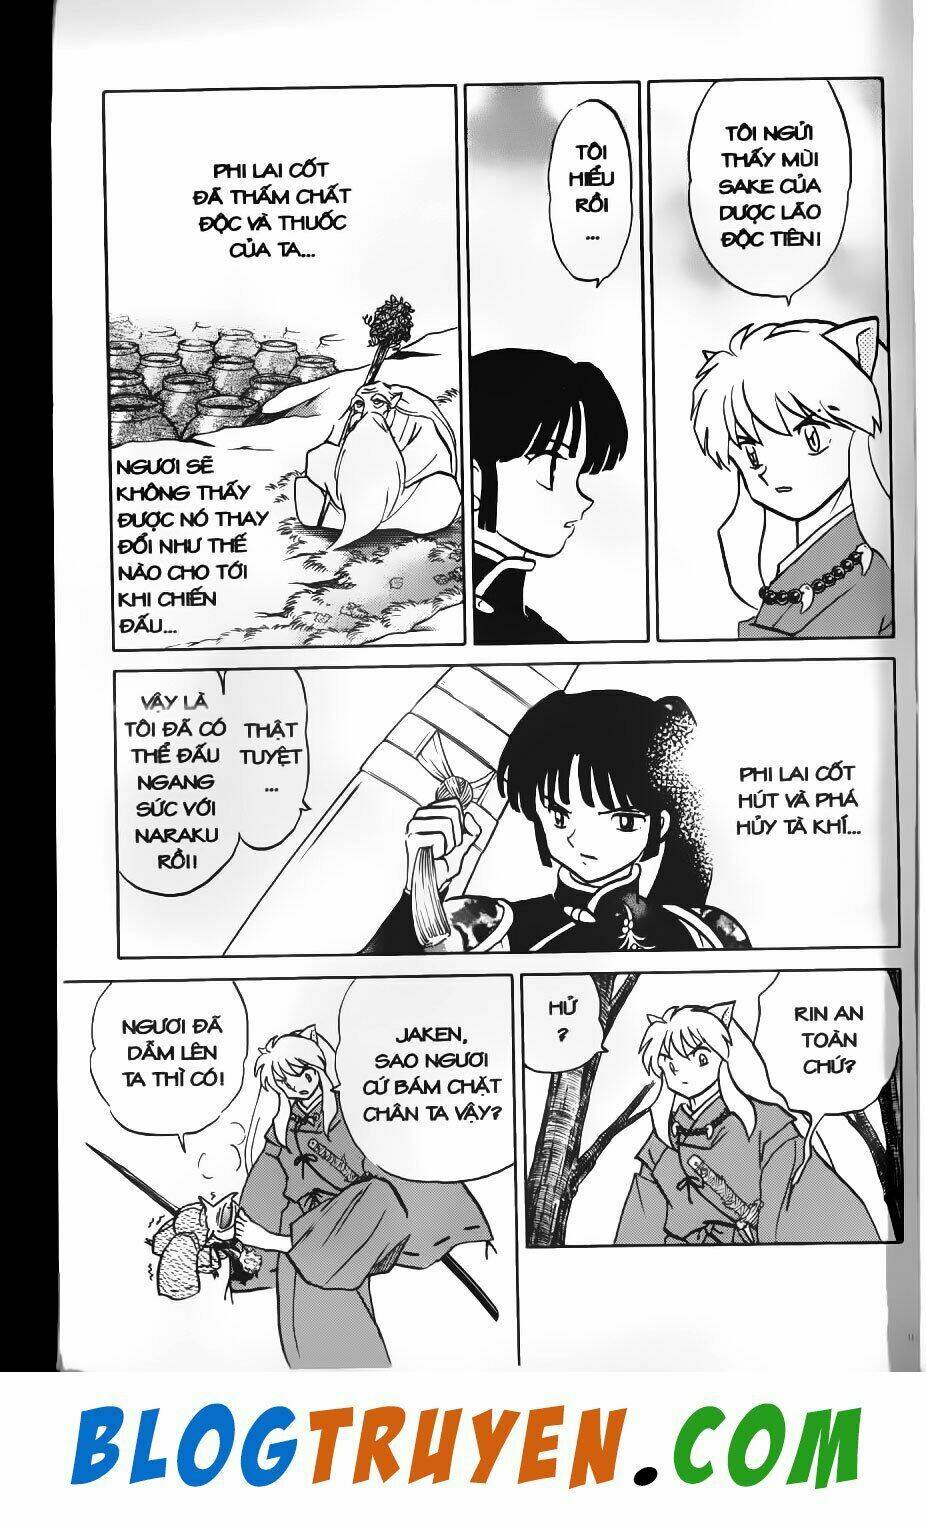 TÔI NGỬI
THẤY MÙI
SAKE CỦA
DƯỢC LÃO
ĐỘC TIÊN!
TÔI
HIỂU
RỒI
...
PHI LAI CỐT
ĐÃ THẤM CHẤT
ĐỘC VÀ THUỐC
CỦA TA...
NGƯƠI SẼ
KHÔNG THẤY
ĐƯỢC NÓ THAY
ĐỔI NHƯ THẾ
NÀO CHO TỚI
KHI CHIẾN
ĐẤU...
PHI LAI CỐT
HÚT VÀ PHÁ
HỦY TÀ KHÍ...
THẬT
TUYỆT
...
VẬY LÀ
TÔI ĐÃ CÓ
THỂ ĐẤU
NGANG
SỨC VỚI
NARAKU
RỒI!
RIN AN
TOÀN
CHỨ?
HỬ
?
JAKEN,
SAO NGƯƠI
CỨ BÁM CHẶT
CHÂN TA VẬY?
NGƯƠI ĐÃ
DẪM LÊN
TA THÌ CÓ!
BLOGTRUYEN.COM